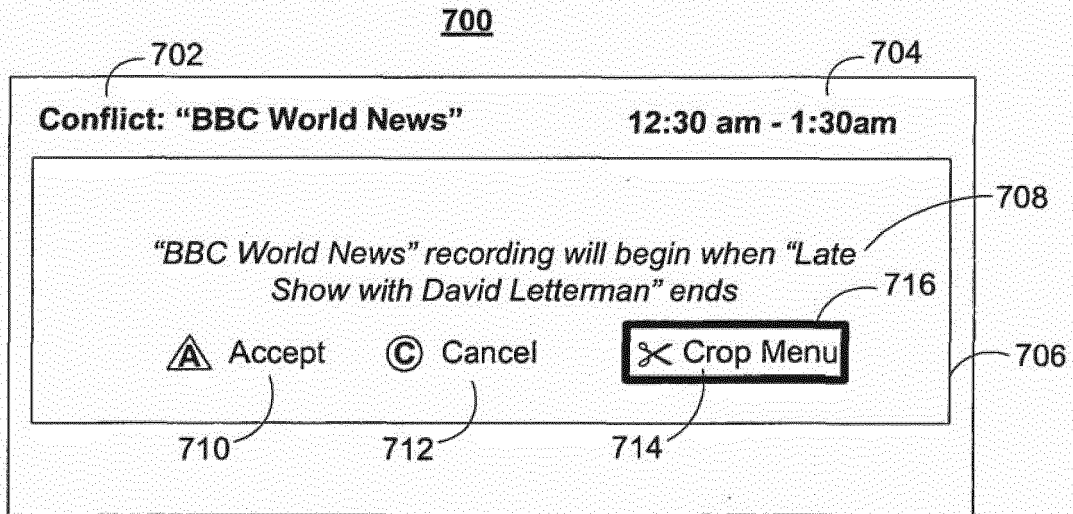 700
702
704
Conflict: “BBC World News”
12:30 am - 1:30am
708
“BBC World News” recording will begin when “Late
Show with David Letterman” ends
716
A Accept
C Cancel
Crop Menu
706
710
712
714